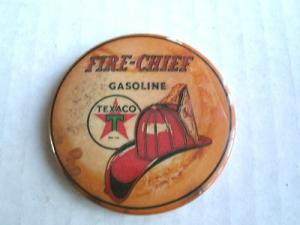 FIRE-CHIEF
GASOLINE
TEXACO
T